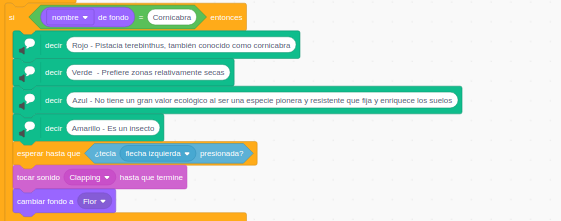 si nombre de fondo = Cornicabra entonces
decir Rojo - Pistacia terebinthus, también conocido como cornicabra
decir Verde - Prefiere zonas relativamente secas
decir Azul - No tiene un gran valor ecológico al ser una especie pionera y resistente que fija y enriquece los suelos
decir Amarillo - Es un insecto
esperar hasta que ¿tecla flecha izquierda presionada?
tocar sonido Clapping hasta que termine
cambiar fondo a Flor